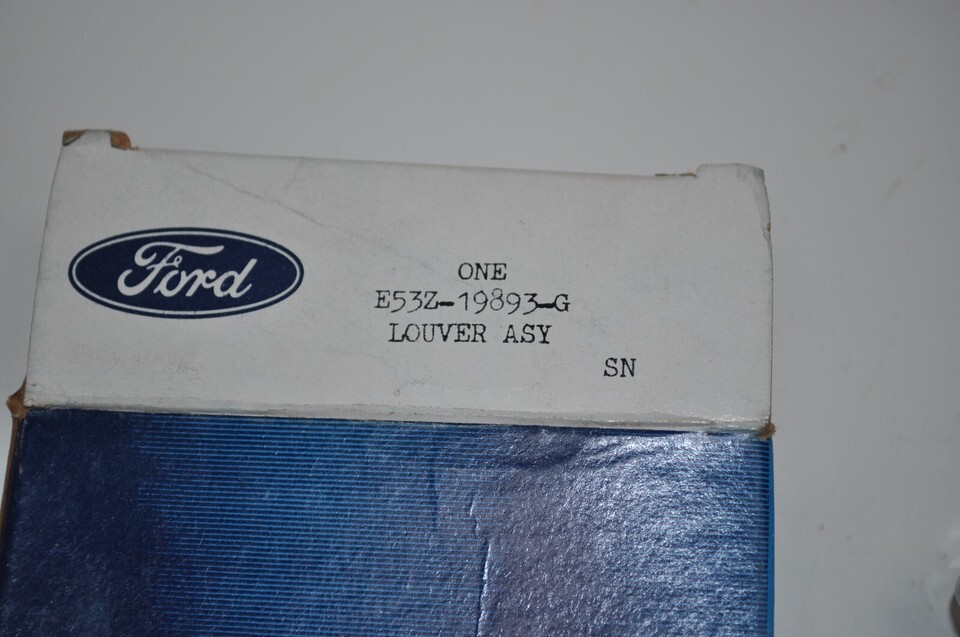 Ford
ONE
E53Z-19893-G
LOUVER ASY
SN